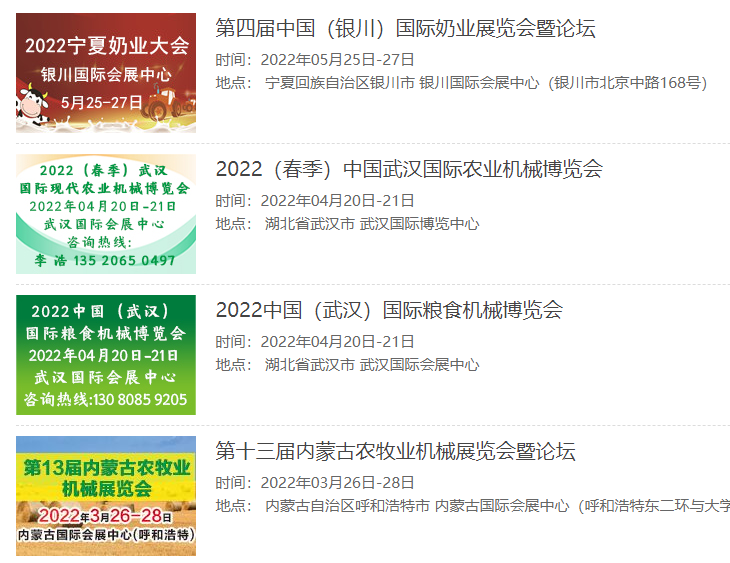 2022宁夏奶业大会
银川国际会展中心
5月25-27日
第四届中国（银川）国际奶业展览会暨论坛
时间：2022年05月25日-27日
地点： 宁夏回族自治区银川市 银川国际会展中心（银川市北京中路168号）
2022（春季）武汉
国际现代农业机械博览会
2022年04月20日-21日
武汉国际会展中心
咨询热线:
李浩 135 2065 0497
2022（春季）中国武汉国际农业机械博览会
时间：2022年04月20日-21日
地点： 湖北省武汉市 武汉国际博览中心
2022中国（武汉）
国际粮食机械博览会
2022年04月20日-21日
武汉国际会展中心
咨询热线:130 8085 9205
2022中国（武汉）国际粮食机械博览会
时间：2022年04月20日-21日
地点： 湖北省武汉市 武汉国际会展中心
第13届内蒙古农牧业
机械展览会
2022年3月26-28日
内蒙古国际会展中心(呼和浩特)
第十三届内蒙古农牧业机械展览会暨论坛
时间：2022年03月26日-28日
地点： 内蒙古自治区呼和浩特市 内蒙古国际会展中心（呼和浩特东二环与大学